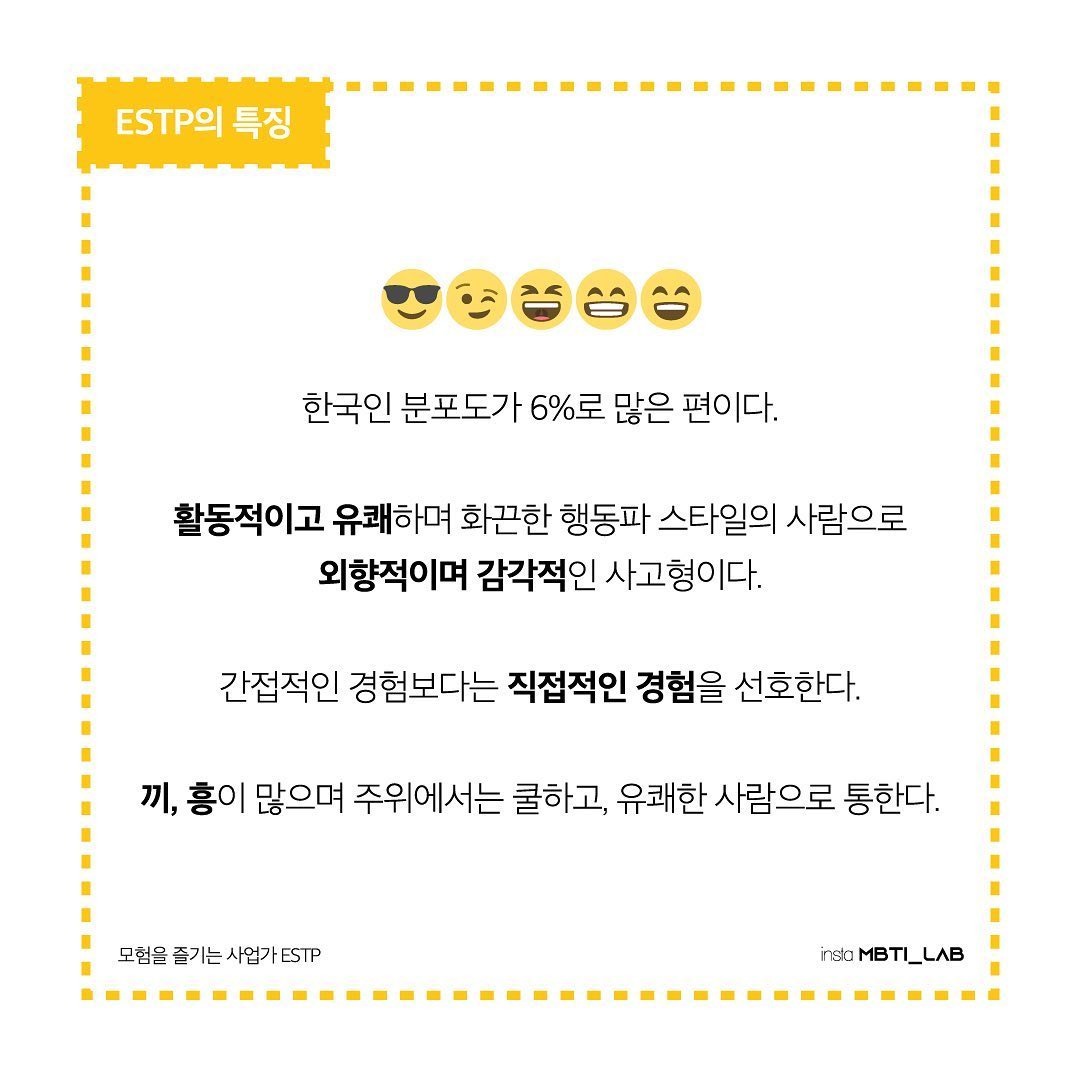 ESTP의 특징
한국인 분포도가 6%로 많은 편이다.
활동적이고 유쾌하며 화끈한 행동파 스타일의 사람으로
외향적이며 감각적인 사고형이다.
간접적인 경험보다는 직접적인 경험을 선호한다.
끼, 흥이 많으며 주위에서는 쿨하고, 유쾌한 사람으로 통한다.
모험을 즐기는 사업가 ESTP
insta MBTI_LAB